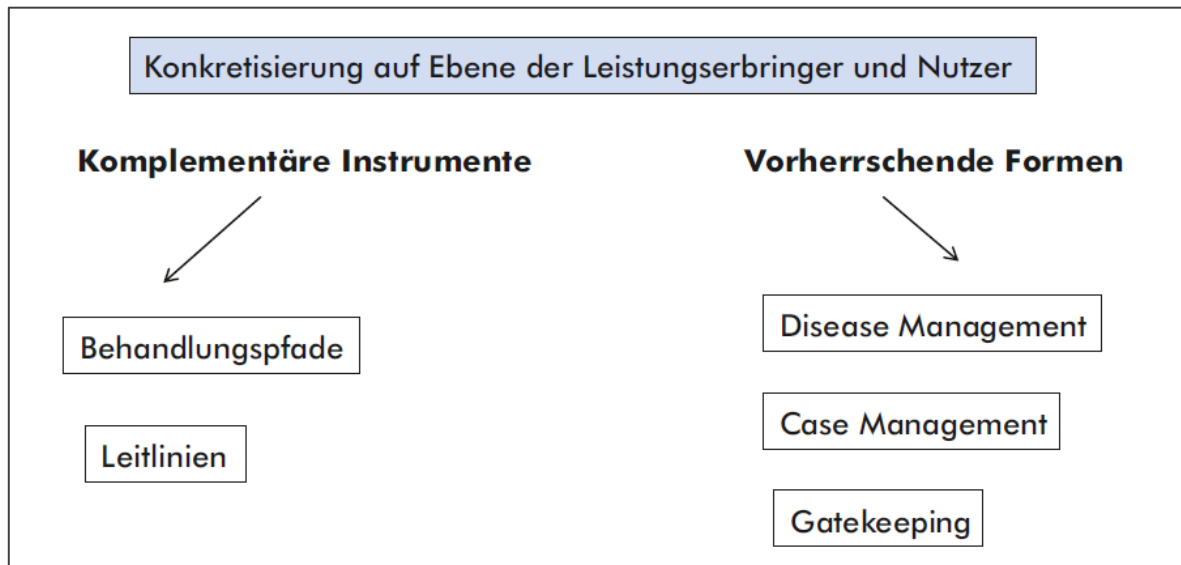 Konkretisierung auf Ebene der Leistungserbringer und Nutzer
Komplementäre Instrumente
Behandlungspfade
Leitlinien
Vorherrschende Formen
Disease Management
Case Management
Gatekeeping